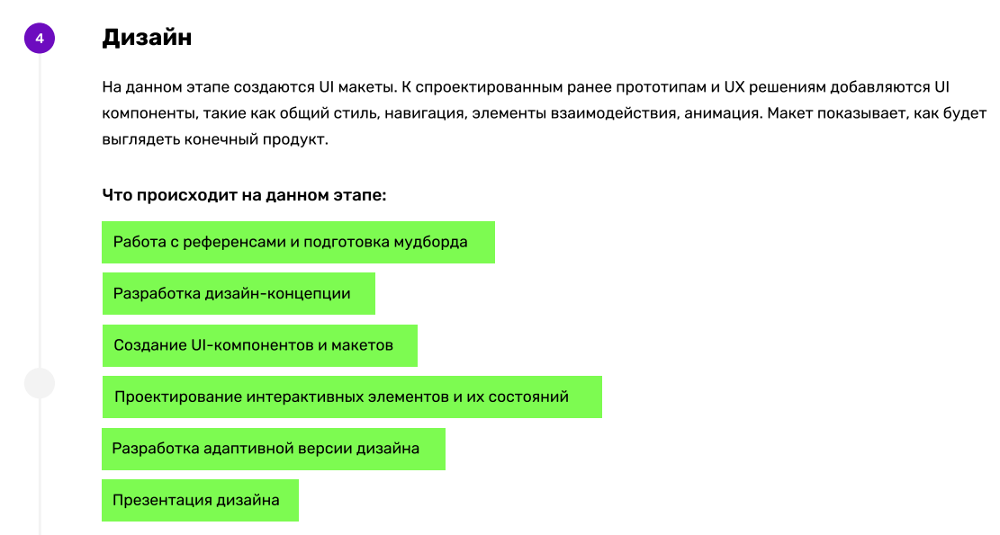 4
Дизайн
На данном этапе создаются UI макеты. К спроектированным ранее прототипам и UX решениям добавляются UI
компоненты, такие как общий стиль, навигация, элементы взаимодействия, анимация. Макет показывает, как будет
выглядеть конечный продукт.
Что происходит на данном этапе:
Работа с референсами и подготовка мудборда
Разработка дизайн-концепции
Создание UI-компонентов и макетов
Проектирование интерактивных элементов и их состояний
Разработка адаптивной версии дизайна
Презентация дизайна